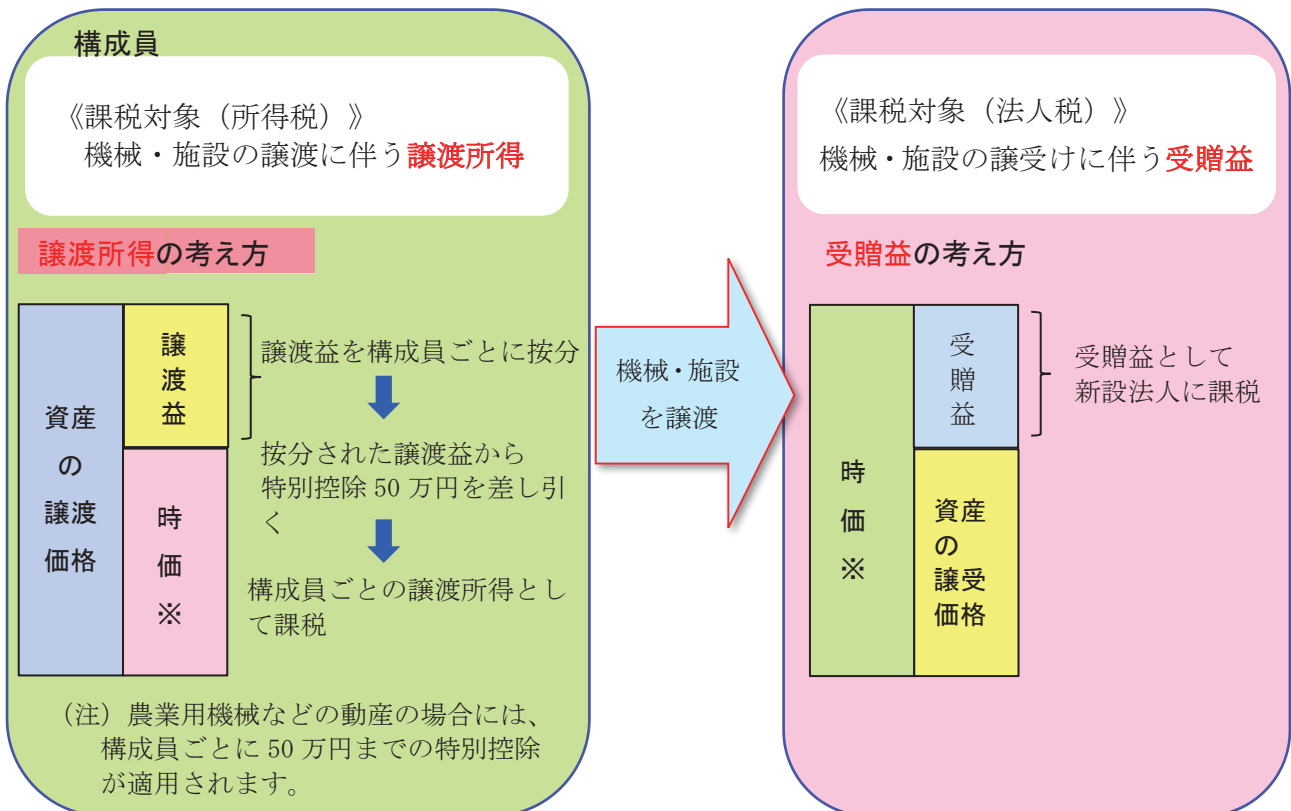 構成員
《課税対象（所得税）》
機械・施設の譲渡に伴う譲渡所得
譲渡所得の考え方
資産
の
譲渡
価格
譲
渡
益
時
価
※
譲渡益を構成員ごとに按分
按分された譲渡益から
特別控除 50 万円を差し引
く
構成員ごとの譲渡所得とし
て課税
（注）農業用機械などの動産の場合には、
構成員ごとに 50 万円までの特別控除
が適用されます。
機械・施設
を譲渡
《課税対象（法人税）》
機械・施設の譲受けに伴う受贈益
受贈益の考え方
時
価
※
受
贈
益
資産
の
譲受
価格
受贈益として
新設法人に課税